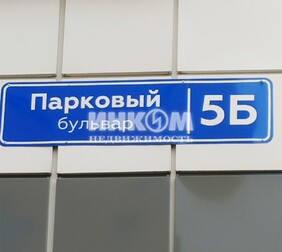 Парковый
бульвар
5Б
ИНКОМ
НЕДВИЖИМОСТЬ